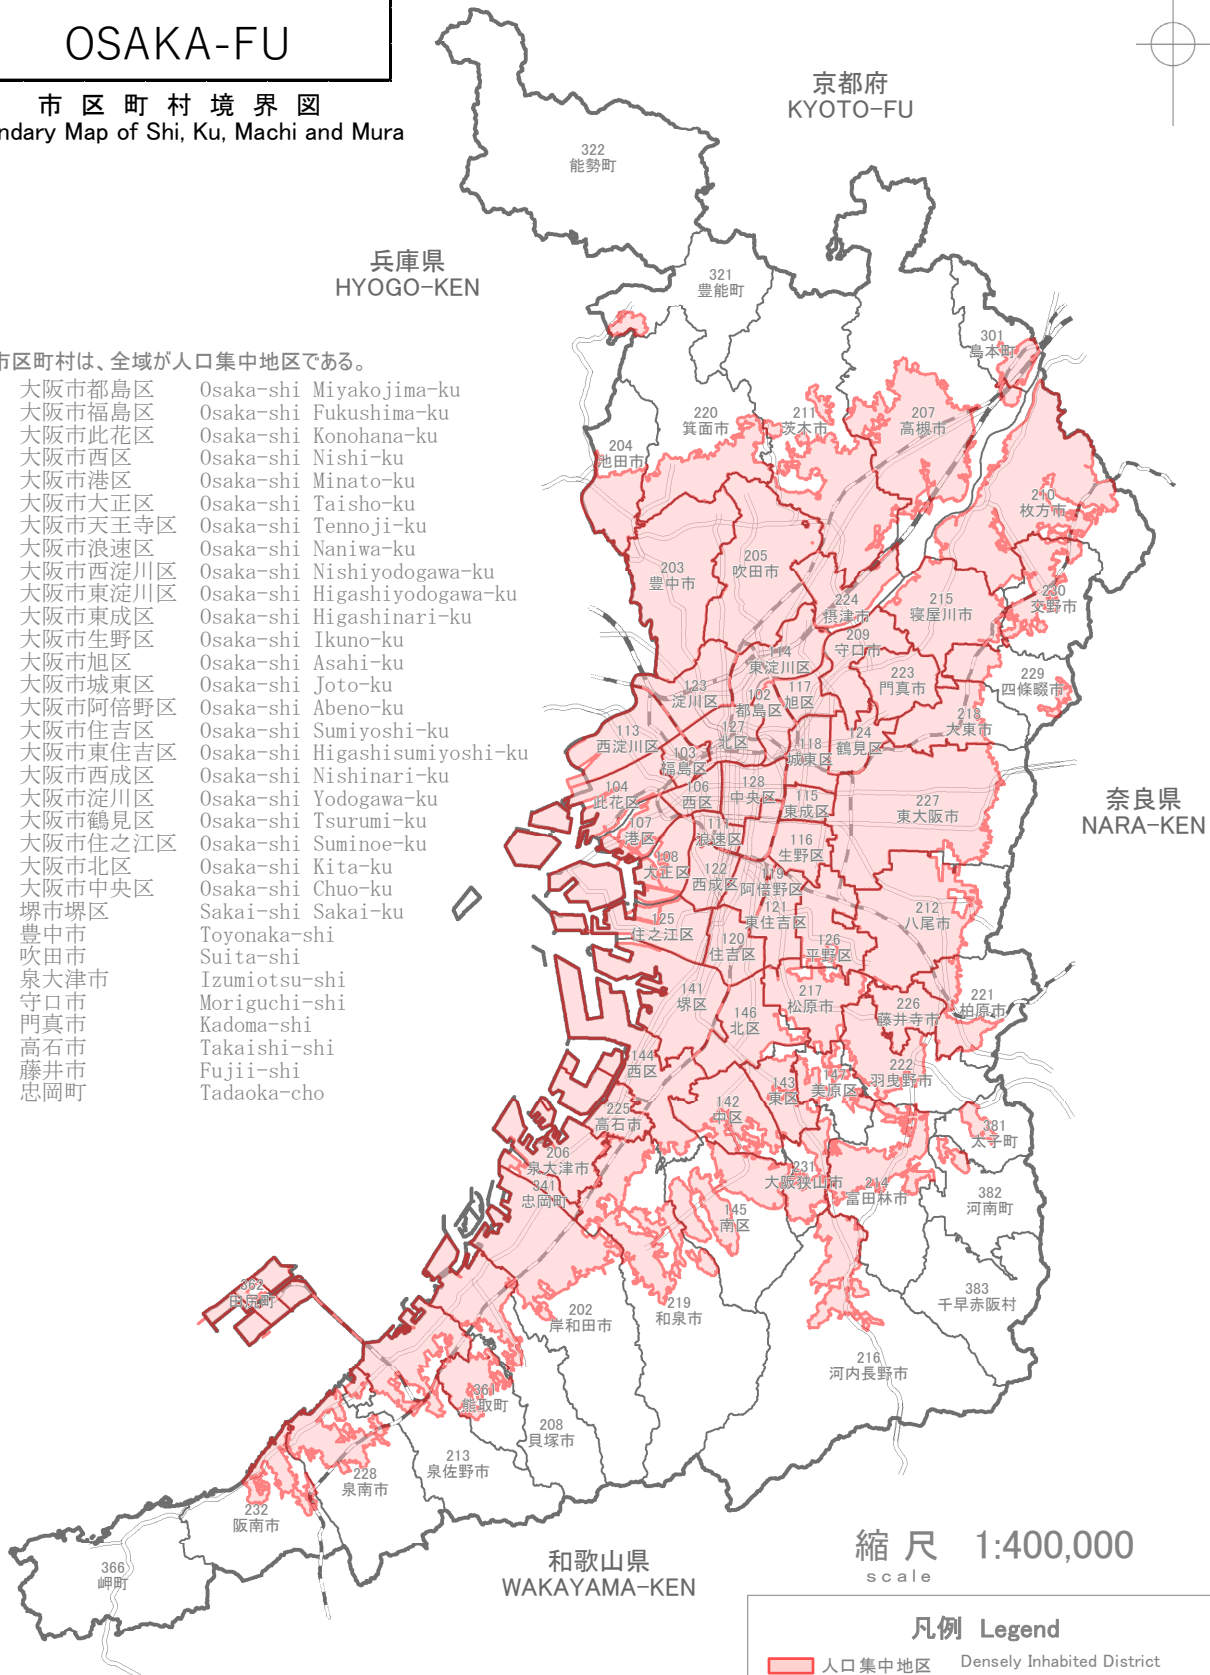 OSAKA-FU
市区町村境界図
ndary Map of Shi, Ku, Machi and Mura
京都府
KYOTO-FU
322
能勢町
兵庫県
HYOGO-KEN
321
豊能町
301
島本町
市区町村は、全域が人口集中地区である。
大阪市都島区 Osaka-shi Miyakojima-ku
大阪市福島区 Osaka-shi Fukushima-ku
大阪市此花区 Osaka-shi Konohana-ku
大阪市西区 Osaka-shi Nishi-ku
大阪市港区 Osaka-shi Minato-ku
大阪市大正区 Osaka-shi Taisho-ku
大阪市天王寺区 Osaka-shi Tennoji-ku
大阪市浪速区 Osaka-shi Naniwa-ku
大阪市西淀川区 Osaka-shi Nishiyodogawa-ku
大阪市東淀川区 Osaka-shi Higashiyodogawa-ku
大阪市東成区 Osaka-shi Higashinari-ku
大阪市生野区 Osaka-shi Ikuno-ku
大阪市旭区 Osaka-shi Asahi-ku
大阪市城東区 Osaka-shi Joto-ku
大阪市阿倍野区 Osaka-shi Abeno-ku
大阪市住吉区 Osaka-shi Sumiyoshi-ku
大阪市東住吉区 Osaka-shi Higashisumiyoshi-ku
大阪市西成区 Osaka-shi Nishinari-ku
大阪市淀川区 Osaka-shi Yodogawa-ku
大阪市鶴見区 Osaka-shi Tsurumi-ku
大阪市住之江区 Osaka-shi Suminoe-ku
大阪市北区 Osaka-shi Kita-ku
大阪市中央区 Osaka-shi Chuo-ku
堺市堺区 Sakai-shi Sakai-ku
豊中市 Toyonaka-shi
吹田市 Suita-shi
泉大津市 Izumiotsu-shi
守口市 Moriguchi-shi
門真市 Kadoma-shi
高石市 Takaishi-shi
藤井市 Fujii-shi
忠岡町 Tadaoka-cho
220
箕面市
211
茨木市
207
高槻市
204
池田市
210
枚方市
203
豊中市
205
吹田市
224
摂津市
215
寝屋川市
230
交野市
209
守口市
114
東淀川区
223
門真市
229
四條畷市
123
淀川区
102
都島区
117
旭区
218
大東市
113
西淀川区
127
北区
124
鶴見区
103
福島区
118
城東区
104
此花区
106
西区
128
中央区
115
東成区
227
東大阪市
奈良県
NARA-KEN
107
港区
111
浪速区
116
生野区
108
大正区
122
西成区
119
阿倍野区
125
住之江区
121
東住吉区
212
八尾市
120
住吉区
126
平野区
141
堺区
217
松原市
226
藤井寺市
221
柏原市
146
北区
144
西区
143
東区
147
美原区
222
羽曳野市
225
高石市
142
中区
381
太子町
206
泉大津市
231
大阪狭山市
214
富田林市
341
忠岡町
382
河南町
145
南区
362
田尻町
202
岸和田市
219
和泉市
383
千早赤阪村
216
河内長野市
361
熊取町
208
貝塚市
213
泉佐野市
228
泉南市
232
阪南市
366
岬町
和歌山県
WAKAYAMA-KEN
縮尺 1:400,000
scale
凡例 Legend
人口集中地区 Densely Inhabited District